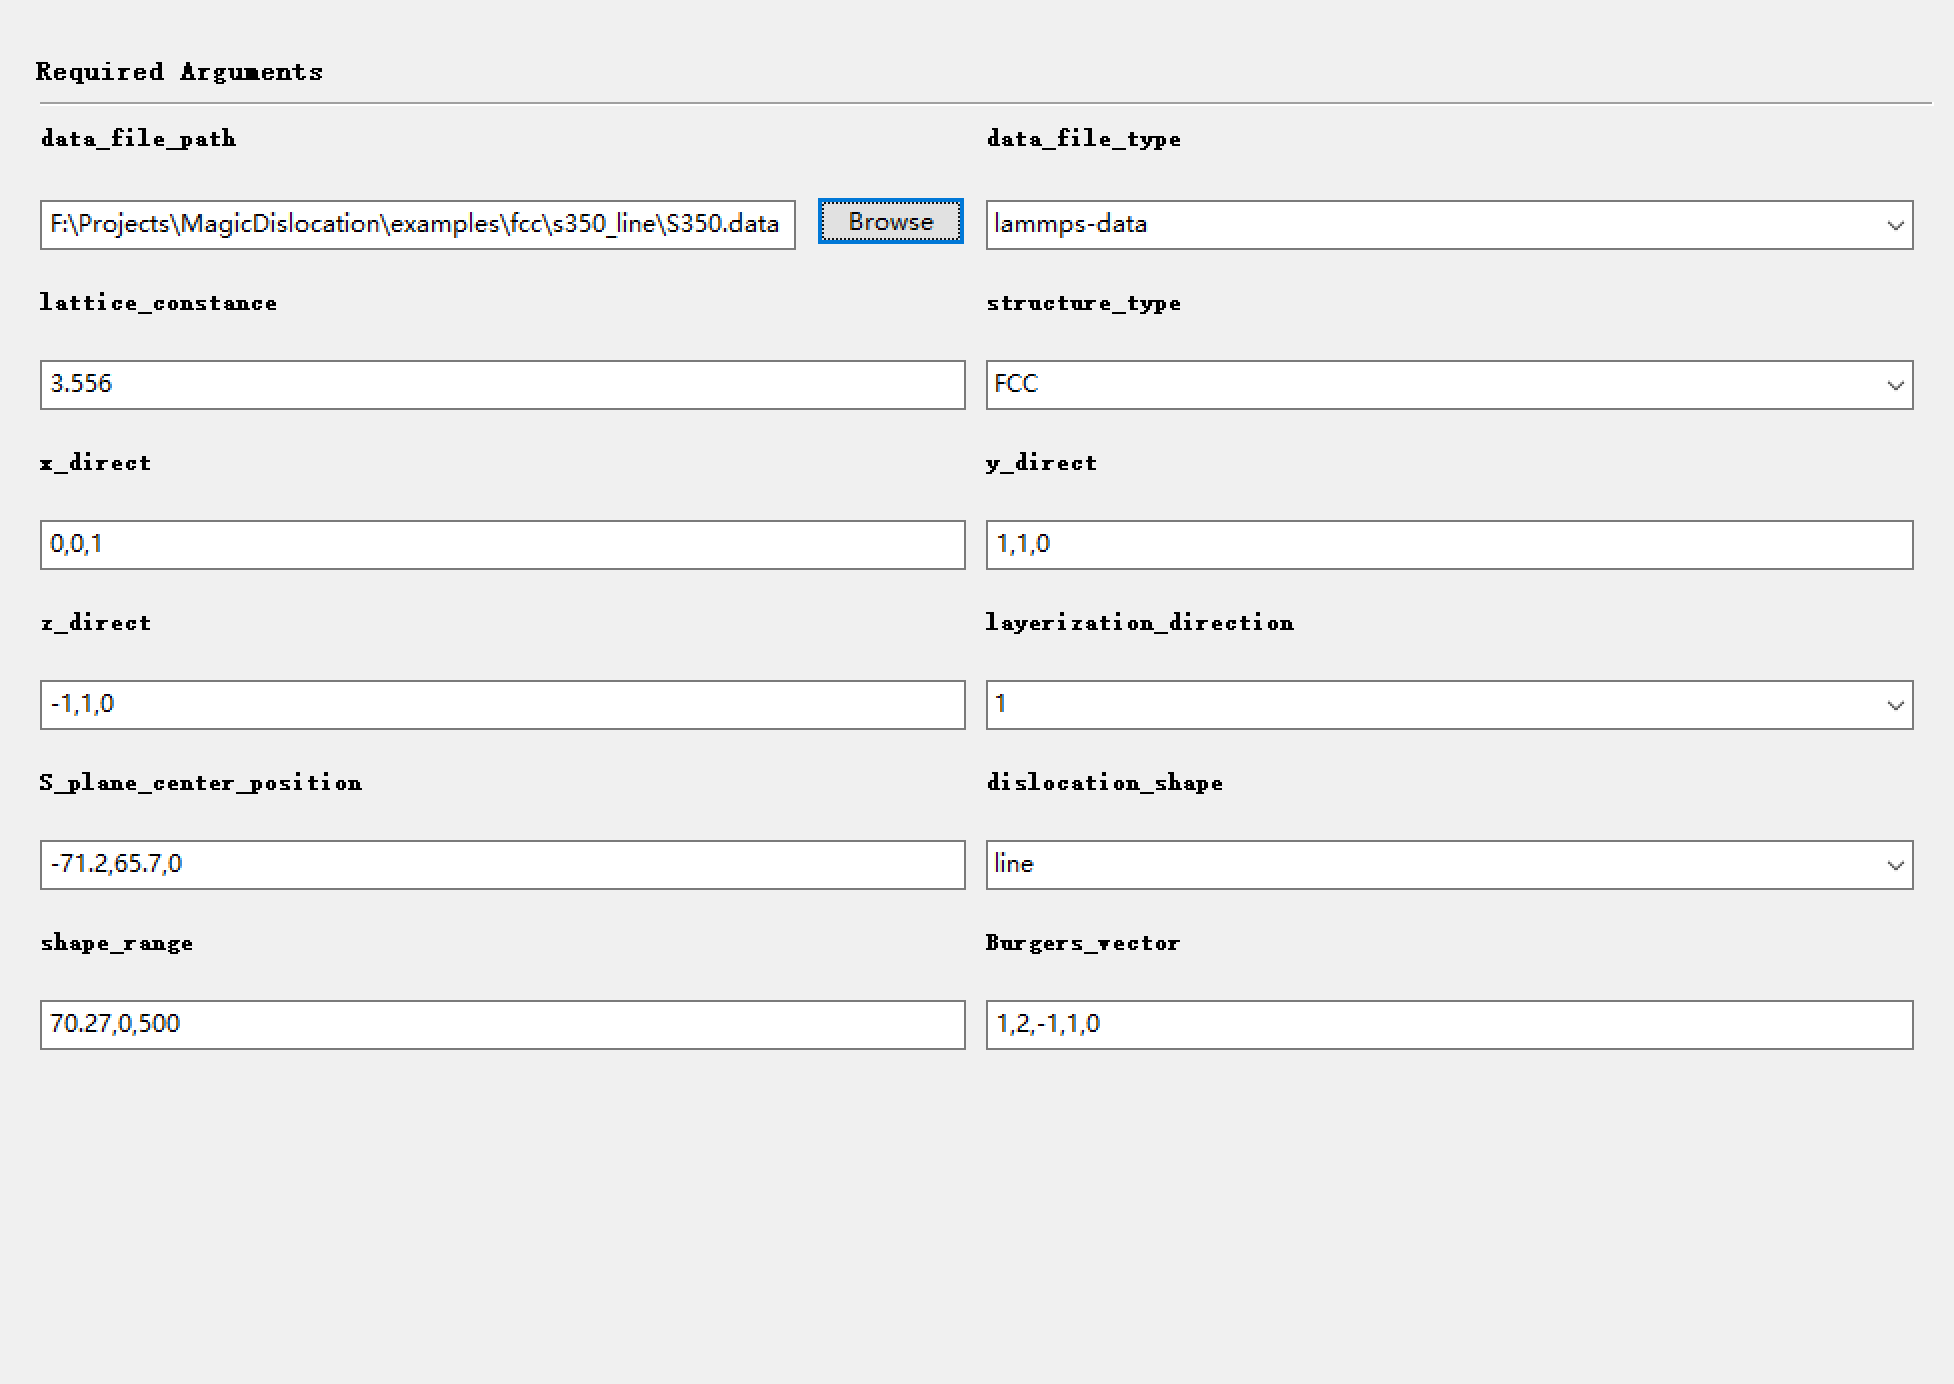 Required Arguments
data_file_path
data_file_type
F:\Projects\MagicDislocation\examples\fcc\s350_line\S350.data
Browse
lammps-data
lattice_constance
structure_type
3.556
FCC
x_direct
y_direct
0,0,1
1,1,0
z_direct
layerization_direction
-1,1,0
1
S_plane_center_position
dislocation_shape
-71.2,65.7,0
line
shape_range
Burgers_vector
70.27,0,500
1,2,-1,1,0